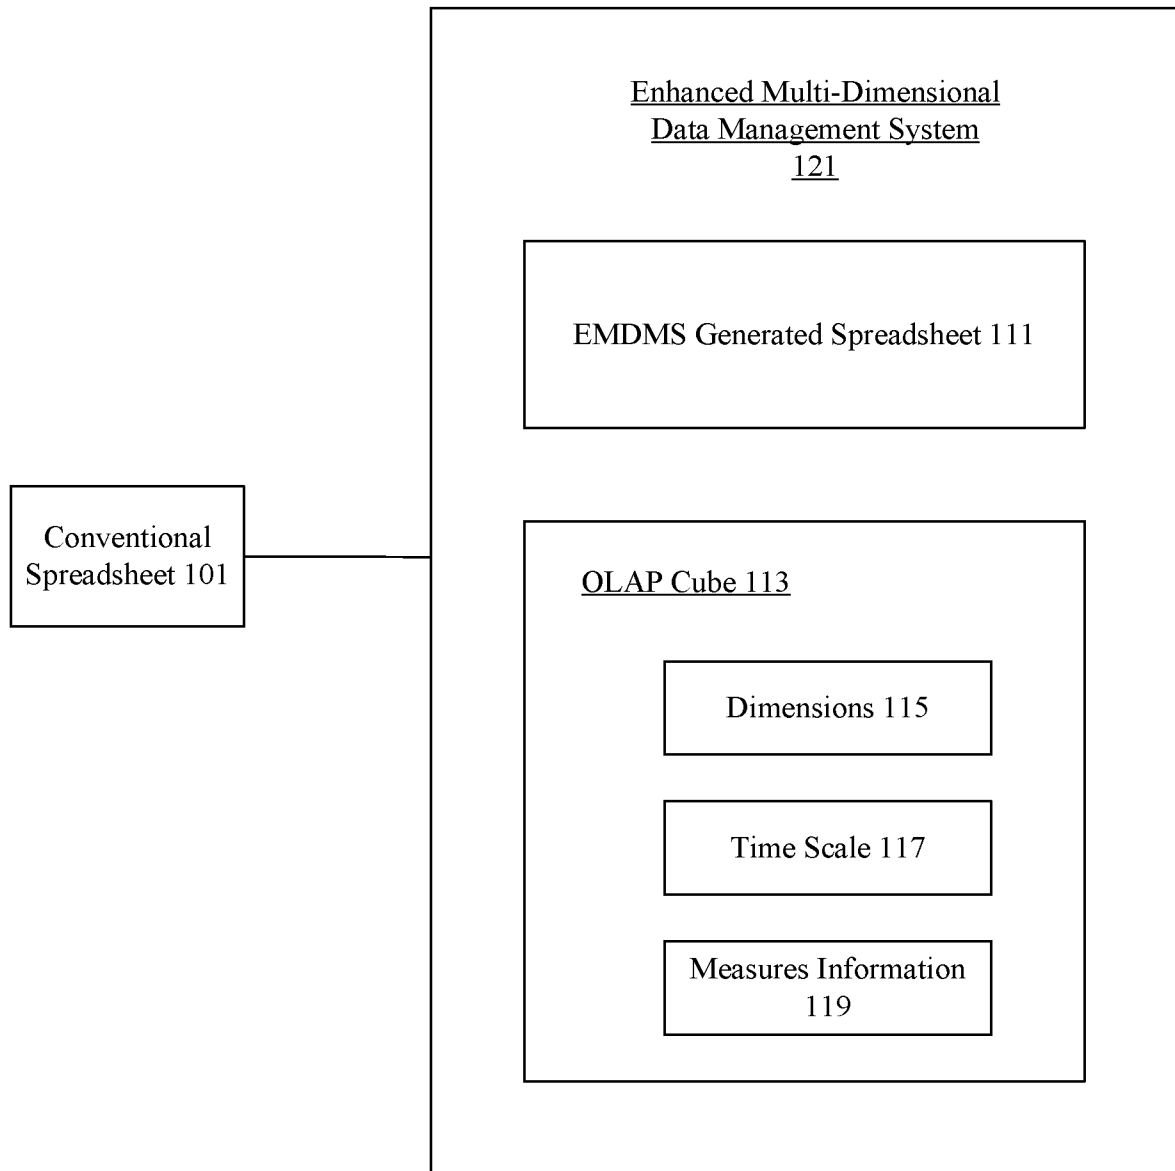 Enhanced Multi-Dimensional
Data Management System
121
EMDMS Generated Spreadsheet 111
Conventional
Spreadsheet 101
OLAP Cube 113
Dimensions 115
Time Scale 117
Measures Information
119